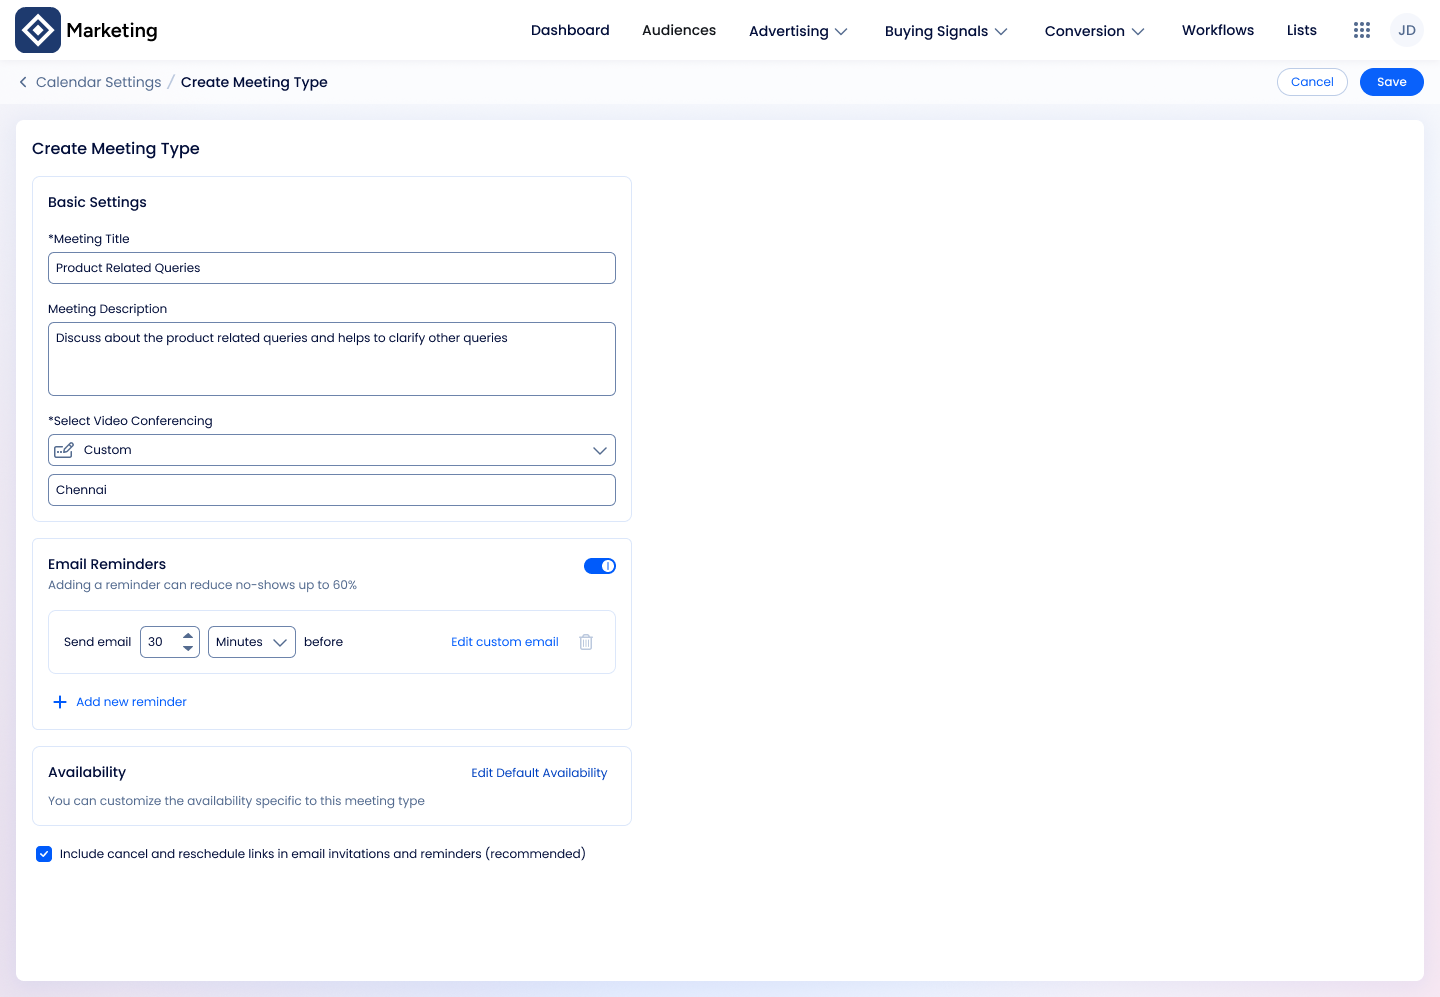 Marketing
Dashboard
Audiences
Advertising
Buying Signals
Conversion
Workflows
Lists
JD
Calendar Settings / Create Meeting Type
Cancel
Save
Create Meeting Type
Basic Settings
*Meeting Title
Product Related Queries
Meeting Description
Discuss about the product related queries and helps to clarify other queries
*Select Video Conferencing
Custom
Chennai
Email Reminders
Adding a reminder can reduce no-shows up to 60%
Send email 30 Minutes before
Edit custom email
Add new reminder
Availability
Edit Default Availability
You can customize the availability specific to this meeting type
Include cancel and reschedule links in email invitations and reminders (recommended)